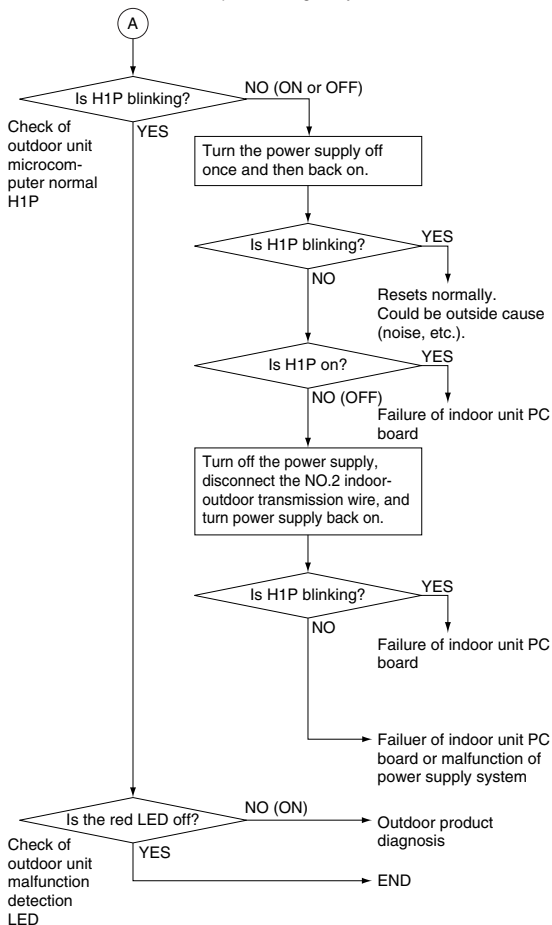 A
Is H1P blinking?
NO (ON or OFF)
YES
Check of
outdoor unit
microcom-
puter normal
H1P
Turn the power supply off
once and then back on.
Is H1P blinking?
YES
NO
Resets normally.
Could be outside cause
(noise, etc.).
Is H1P on?
YES
NO (OFF)
Failure of indoor unit PC
board
Turn off the power supply,
disconnect the NO.2 indoor-
outdoor transmission wire, and
turn power supply back on.
Is H1P blinking?
YES
NO
Failure of indoor unit PC
board
Failuer of indoor unit PC
board or malfunction of
power supply system
Is the red LED off?
NO (ON)
Outdoor product
diagnosis
YES
Check of
outdoor unit
malfunction
detection
LED
END